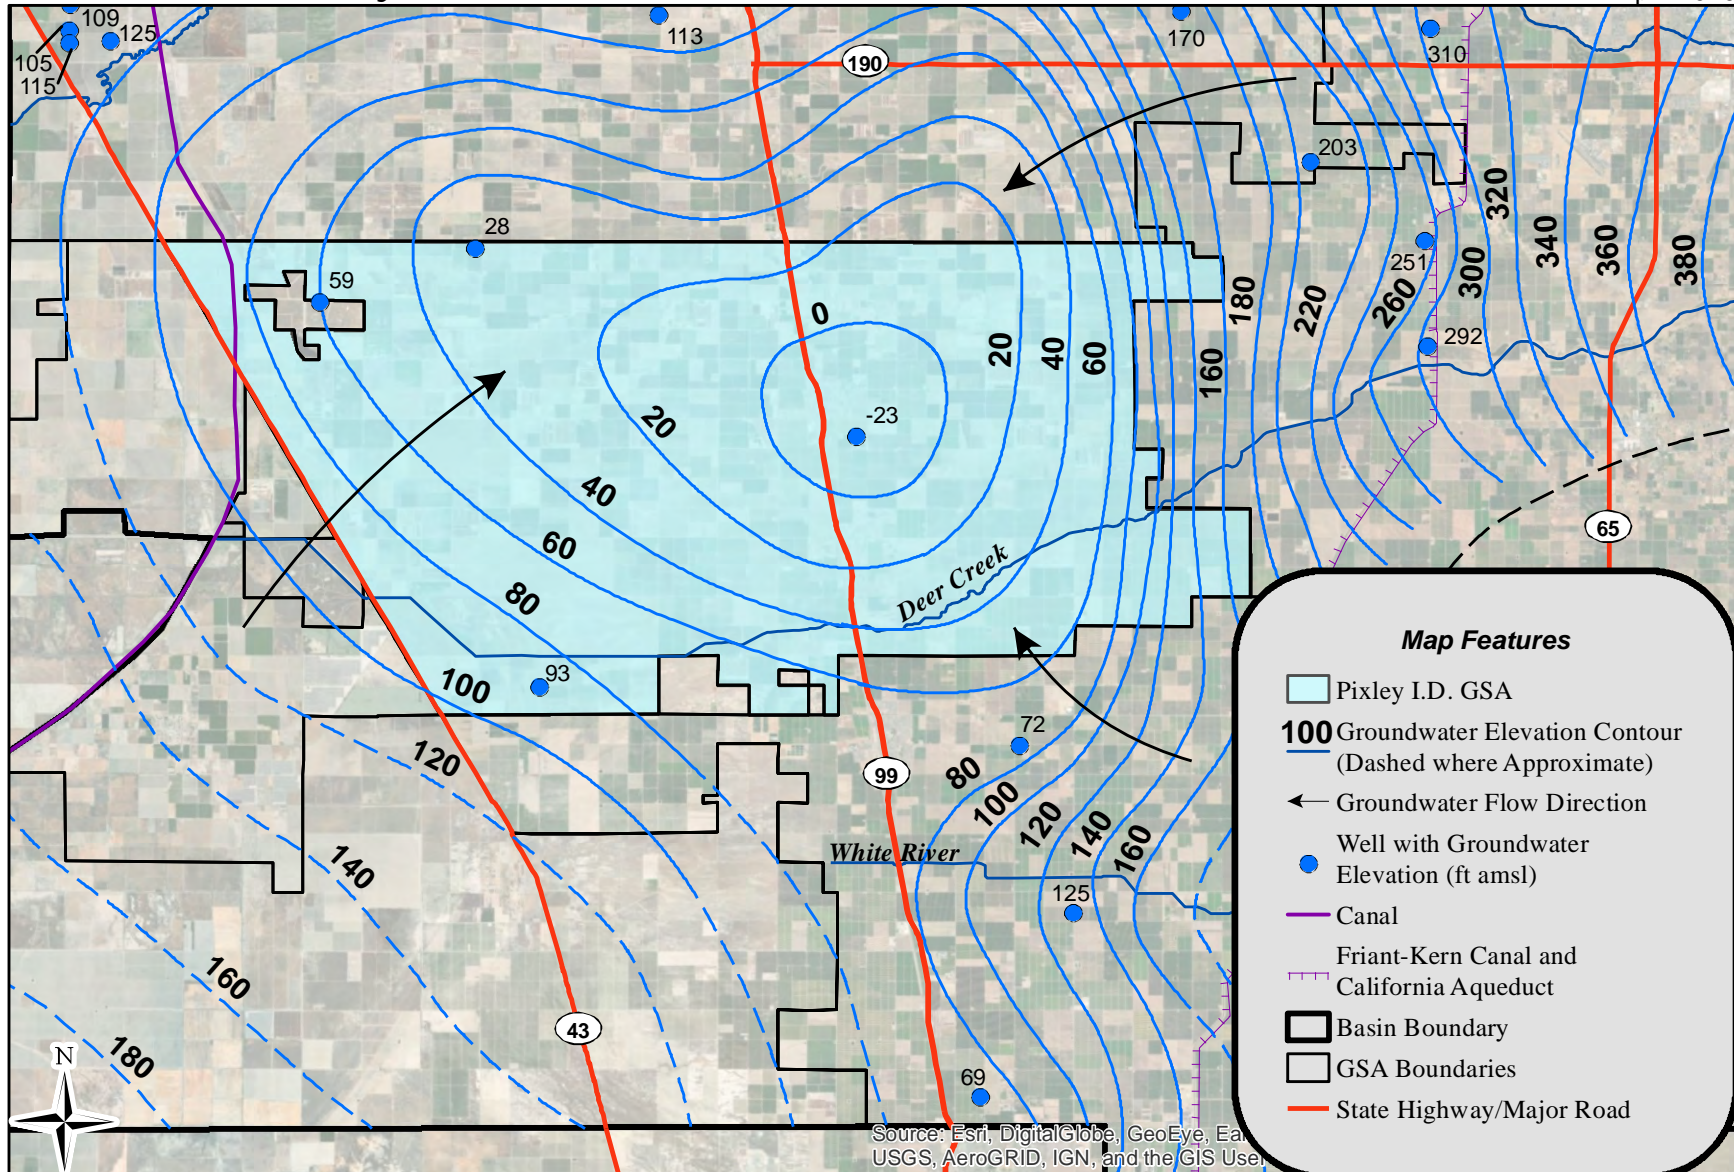 109
125
105
115
113
190
170
310
203
28
59
251
292
0
-23
20
40
60
160
180
220
260
300
320
340
360
380
20
40
60
80
100
93
120
140
160
180
Deer Creek
65
72
99
80
100
120
140
160
White River
125
43
69
N
Map Features
Pixley I.D. GSA
100 Groundwater Elevation Contour
(Dashed where Approximate)
Groundwater Flow Direction
Well with Groundwater
Elevation (ft amsl)
Canal
Friant-Kern Canal and
California Aqueduct
Basin Boundary
GSA Boundaries
State Highway/Major Road
Source: Esri, DigitalGlobe, GeoEye,
USGS, AeroGRID, IGN, and the GIS User